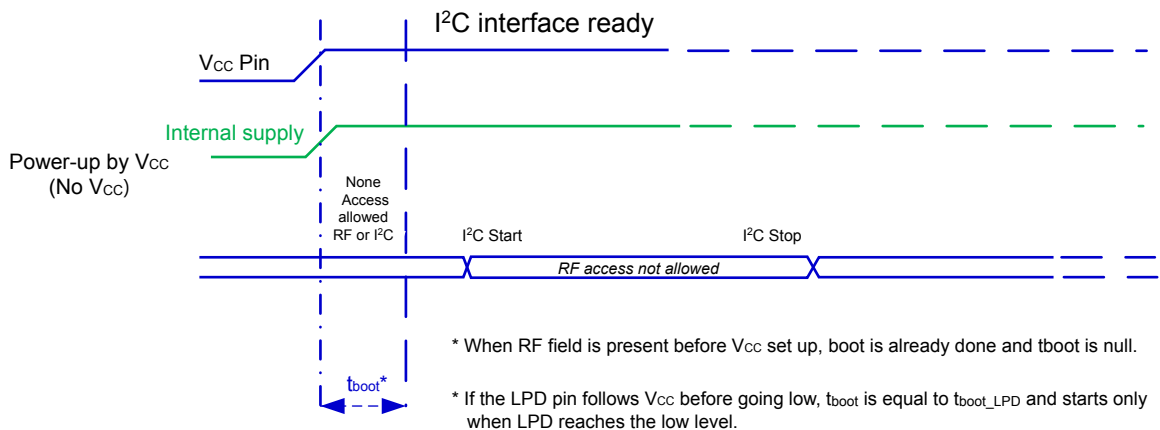 I²C interface ready
VCC Pin
Internal supply
Power-up by VCC
(No VCC)
None
Access
allowed
RF or I²C
I²C Start
I²C Stop
RF access not allowed
* When RF field is present before VCC set up, boot is already done and tboot is null.
tboot*
* If the LPD pin follows VCC before going low, tboot is equal to tboot_LPD and starts only
when LPD reaches the low level.